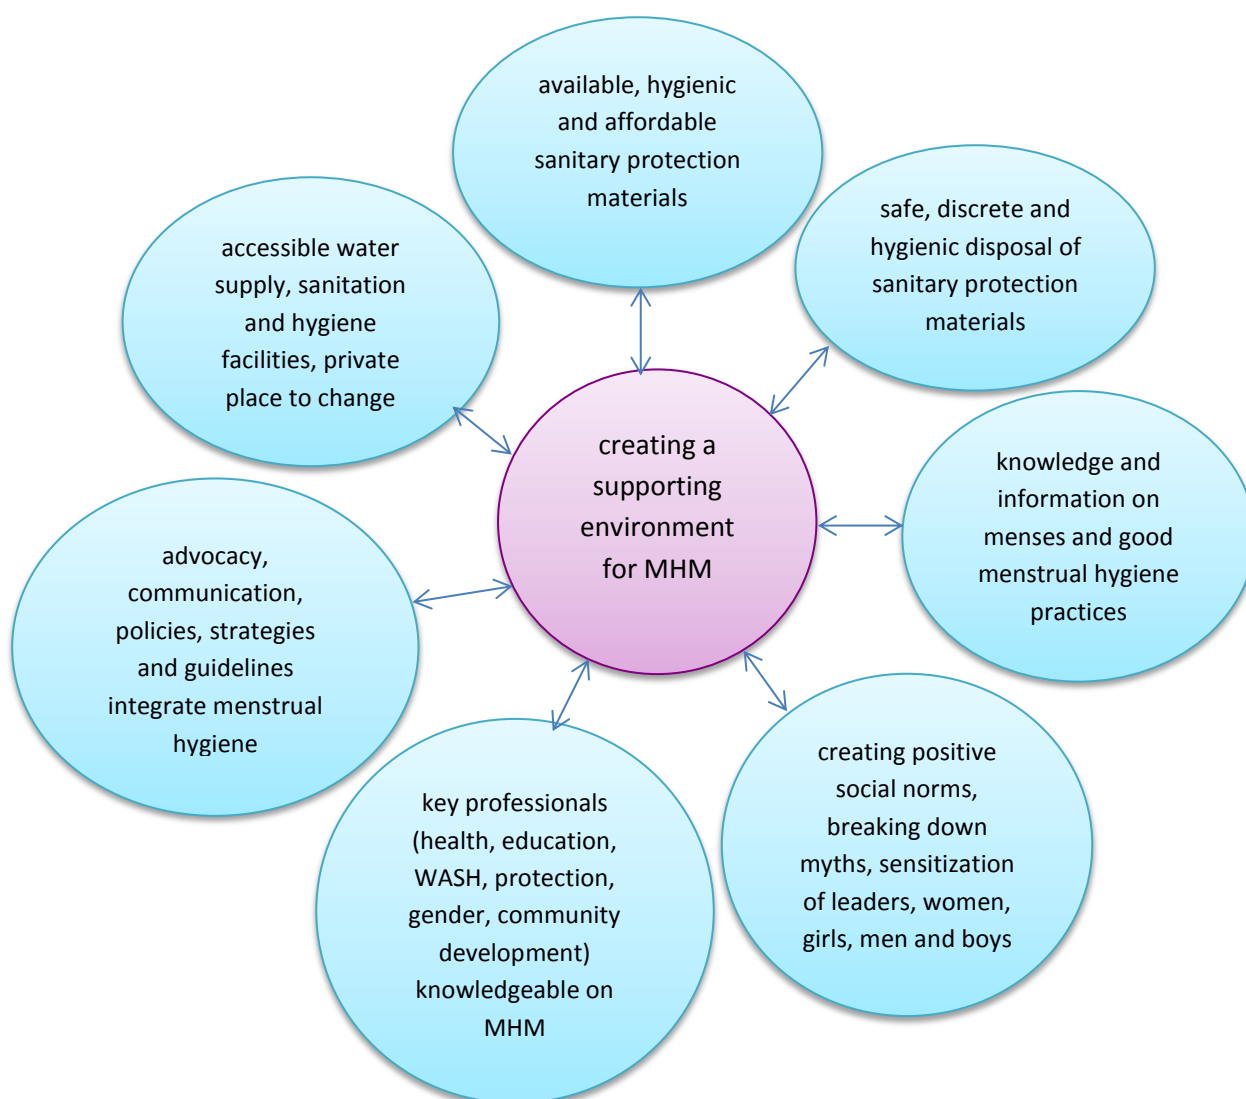 available, hygienic
and affordable
sanitary protection
materials
safe, discrete and
hygienic disposal of
sanitary protection
materials
knowledge and
information on
menses and good
menstrual hygiene
practices
creating positive
social norms,
breaking down
myths, sensitization
of leaders, women,
girls, men and boys
key professionals
(health, education,
WASH, protection,
gender, community
development)
knowledgeable on
MHM
advocacy,
communication,
policies, strategies
and guidelines
integrate menstrual
hygiene
accessible water
supply, sanitation
and hygiene
facilities, private
place to change
creating a
supporting
environment
for MHM